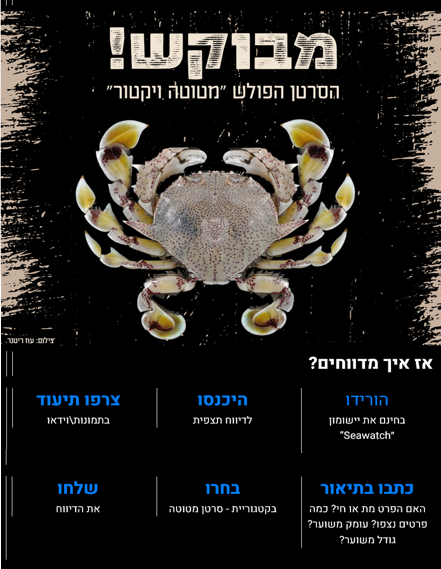 מבוקש!
הסרטן הפולש "מטוטה ויקטור"
צילום: עוז ריטנר
אז איך מדווחים?
הורידו
בחינם את יישומון
"Seawatch"
היכנסו
לדיווח תצפית
צרפו תיעוד
בתמונות\וידאו
כתבו בתיאור
האם הפרט מת או חי? כמה
פרטים נצפו? עומק משוער?
גודל משוער?
בחרו
בקטגוריית - סרטן מטוטה
שלחו
את הדיווח